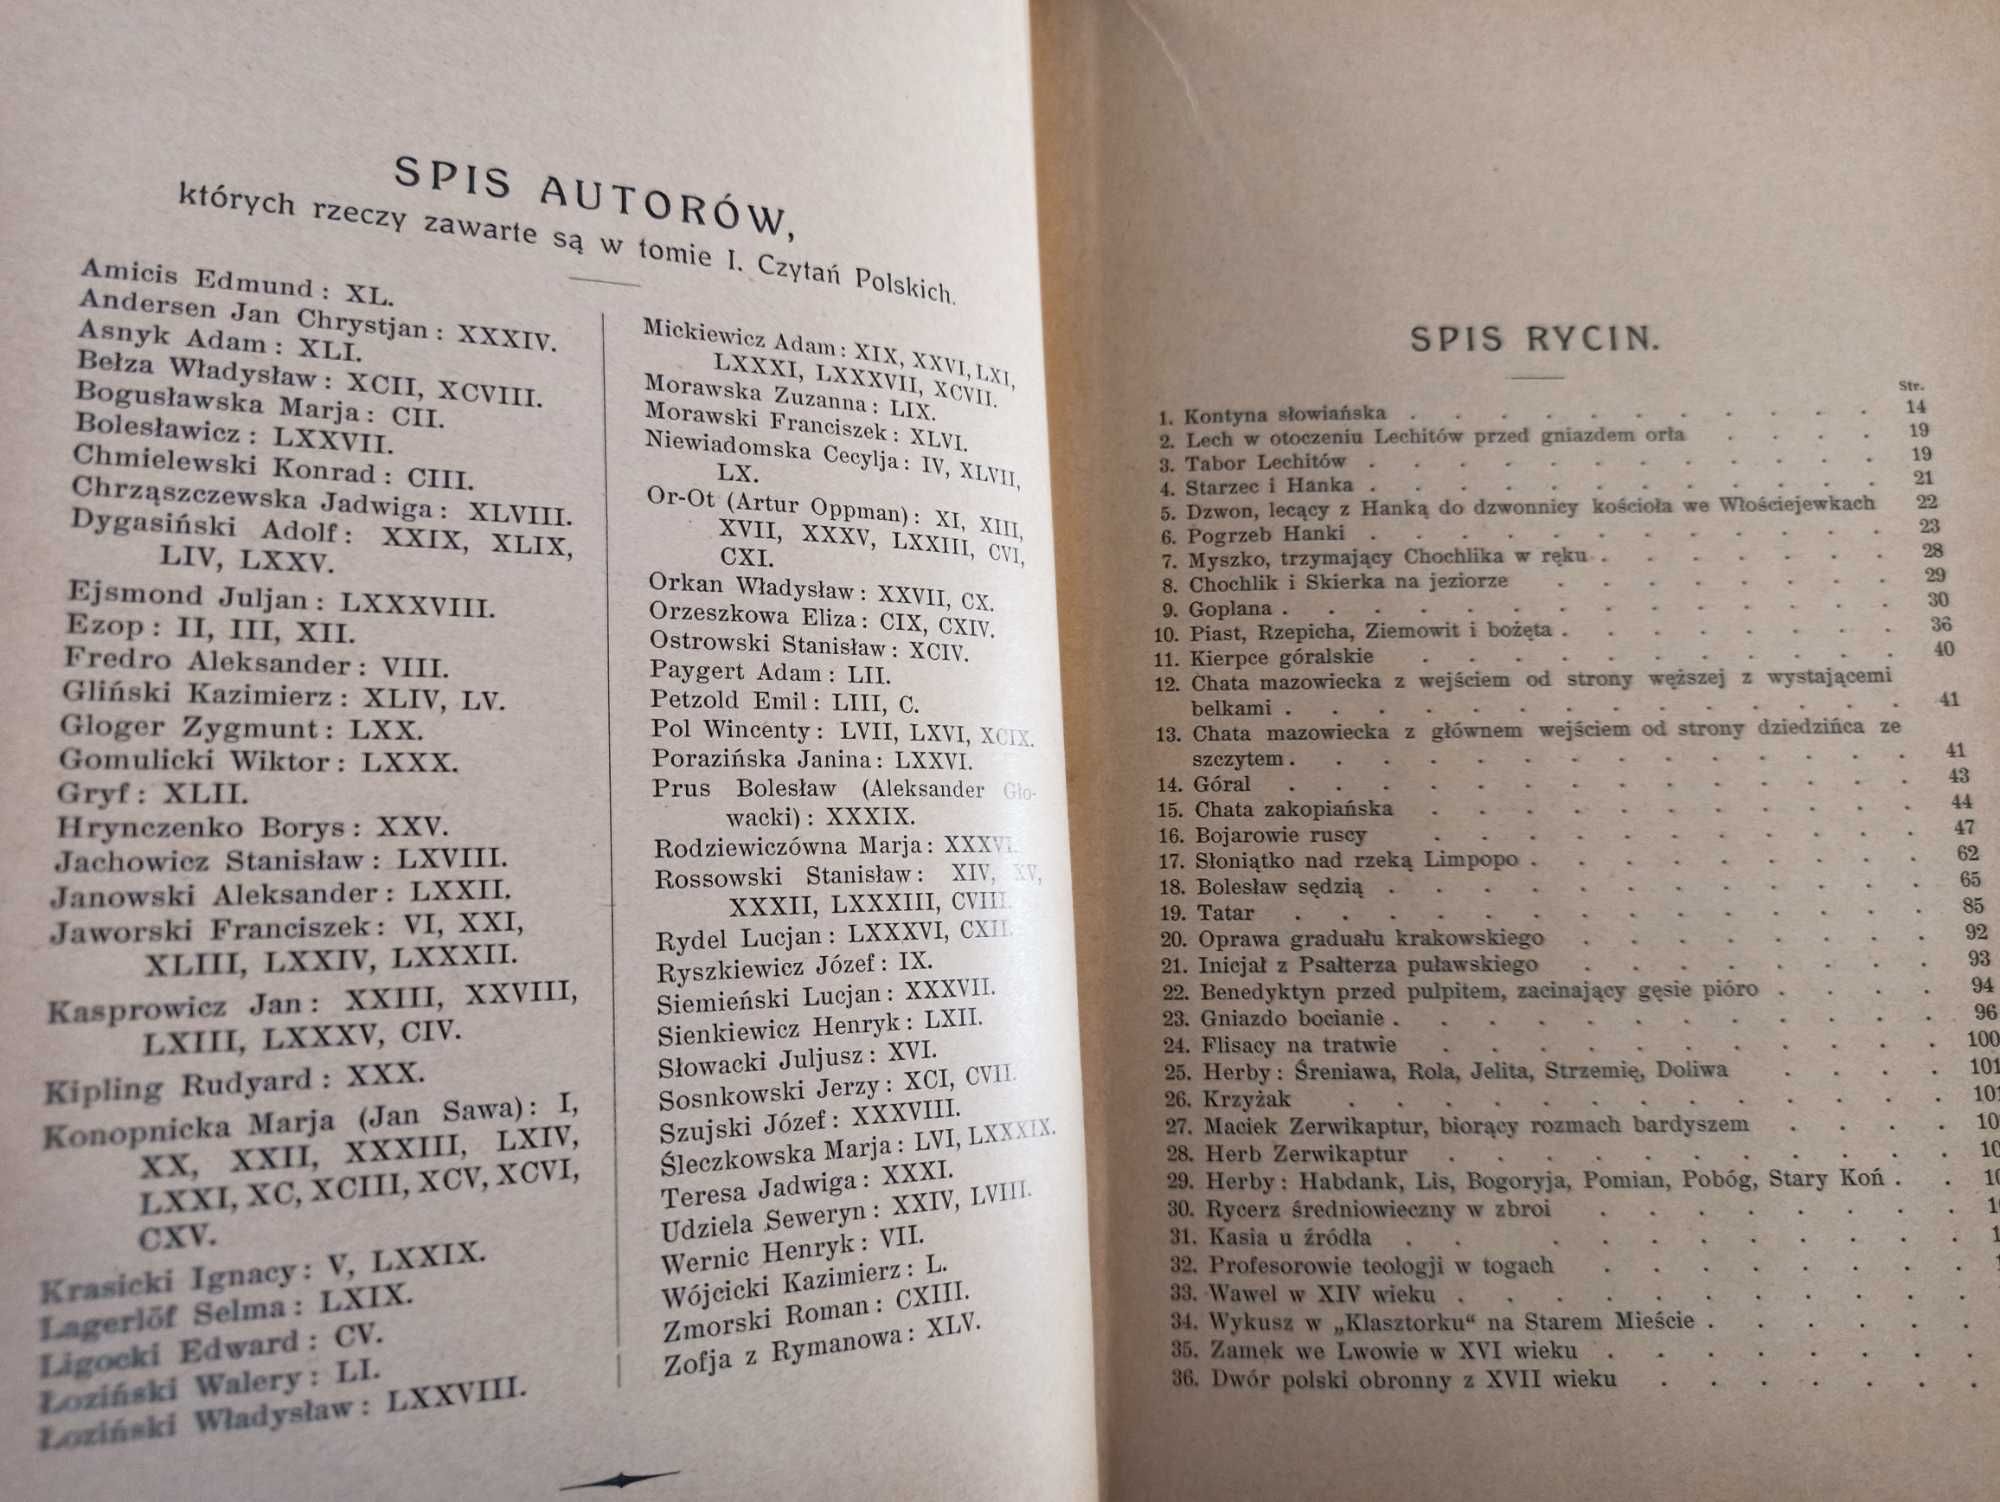 SPIS AUTORÓW,
których rzeczy zawarte są w tomie I. Czytań Polskich.
Amicis Edmund: XL.
Andersen Jan Chrystjan: XXXIV.
Asnyk Adam: XLI.
Bełza Władysław: XCII, XCVIII.
Bogusławska Marja: CII.
Bolesławicz: LXXVII.
Chmielewski Konrad: CIII.
Chrząszczewska Jadwiga: XLVIII.
Dygasiński Adolf: XXIX, XLIX,
LIV, LXXV.
Ejsmond Juljan: LXXXVIII.
Ezop: II, III, XII.
Fredro Aleksander: VIII.
Gliński Kazimierz: XLIV, LV.
Gloger Zygmunt: LXX.
Gomulicki Wiktor: LXXX.
Gryf: XLII.
Hrynczenko Borys: XXV.
Jachowicz Stanisław: LXVIII.
Janowski Aleksander: LXXII.
Jaworski Franciszek: VI, XXI,
XLIII, LXXIV, LXXXII.
Kasprowicz Jan: XXIII, XXVIII,
LXIII, LXXXV, CIV.
Kipling Rudyard: XXX.
Konopnicka Marja (Jan Sawa): I,
XX, XXII, XXXIII, LXIV,
LXXI, XC, XCIII, XCV, XCVI,
CXV.
Krasicki Ignacy: V, LXXIX.
Lagerlöf Selma: LXIX.
Ligocki Edward: CV.
Łoziński Walery: LI.
Łoziński Władysław: LXXVIII.
Mickiewicz Adam: XIX, XXVI, LXI,
LXXXI, LXXXVII, XCVII.
Morawska Zuzanna: LIX.
Morawski Franciszek: XLVI.
Niewiadomska Cecylja: IV, XLVII,
LX.
Or-Ot (Artur Oppman): XI, XIII,
XVII, XXXV, LXXIII, CVI,
CXI.
Orkan Władysław: XXVII, CX.
Orzeszkowa Eliza: CIX, CXIV.
Ostrowski Stanisław: XCIV.
Paygert Adam: LII.
Petzold Emil: LIII, C.
Pol Wincenty: LVII, LXVI, XCIX.
Porazińska Janina: LXXVI.
Prus Bolesław (Aleksander Gło-
wacki): XXXIX.
Rodziewiczówna Marja: XXXVI.
Rossowski Stanisław: XIV, XV,
XXXII, LXXXIII, CVIII.
Rydel Lucjan: LXXXVI, CXII.
Ryszkiewicz Józef: IX.
Siemieński Lucjan: XXXVII.
Sienkiewicz Henryk: LXII.
Słowacki Juljusz: XVI.
Sosnkowski Jerzy: XCI, CVII.
Szujski Józef: XXXVIII.
Śleczkowska Marja: LVI, LXXXIX.
Teresa Jadwiga: XXXI.
Udziela Seweryn: XXIV, LVIII.
Wernic Henryk: VII.
Wójcicki Kazimierz: L.
Zmorski Roman: CXIII.
Zofja z Rymanowa: XLV.
SPIS RYCIN.
Str.
1. Kontyna słowiańska . . . . . . . . . . 14
2. Lech w otoczeniu Lechitów przed gniazdem orła . . . . 19
3. Tabor Lechitów . . . . . . . . . . . 19
4. Starzec i Hanka . . . . . . . . . . . 21
5. Dzwon, lecący z Hanką do dzwonnicy kościoła we Włościejewkach 22
6. Pogrzeb Hanki . . . . . . . . . . . 23
7. Myszko, trzymający Chochlika w ręku . . . . . . . 28
8. Chochlik i Skierka na jeziorze . . . . . . . . 29
9. Goplana . . . . . . . . . . . . . 30
10. Piast, Rzepicha, Ziemowit i bożęta . . . . . . . . 36
11. Kierpce góralskie . . . . . . . . . . 40
12. Chata mazowiecka z wejściem od strony węższej z wystającemi
belkami . . . . . . . . . . . . . 41
13. Chata mazowiecka z głównem wejściem od strony dziedzińca ze
szczytem . . . . . . . . . . . . . 41
14. Góral . . . . . . . . . . . . . 43
15. Chata zakopiańska . . . . . . . . . . 44
16. Bojarowie ruscy . . . . . . . . . . 47
17. Słoniątko nad rzeką Limpopo . . . . . . . . . 62
18. Bolesław sędzią . . . . . . . . . . . 65
19. Tatar . . . . . . . . . . . . . 85
20. Oprawa graduału krakowskiego . . . . . . . 92
21. Inicjał z Psałterza puławskiego . . . . . . . 93
22. Benedyktyn przed pulpitem, zacinający gęsie pióro . . . . 94
23. Gniazdo bocianie . . . . . . . . . . . 96
24. Flisacy na tratwie . . . . . . . . . . 100
25. Herby: Śreniawa, Rola, Jelita, Strzemię, Doliwa . . . . 101
26. Krzyżak . . . . . . . . . . . . 101
27. Maciek Zerwikaptur, biorący rozmach bardyszem . . . . 10
28. Herb Zerwikaptur . . . . . . . . . . 10
29. Herby: Habdank, Lis, Bogoryja, Pomian, Pobóg, Stary Koń . . 10
30. Rycerz średniowieczny w zbroi . . . . . . . 1
31. Kasia u źródła . . . . . . . . . . 1
32. Profesorowie teologji w togach . . . . . . .
33. Wawel w XIV wieku . . . . . . . . . .
34. Wykusz w „Klasztorku“ na Starem Mieście . . . . . .
35. Zamek we Lwowie w XVI wieku . . . . . . . .
36. Dwór polski obronny z XVII wieku . . . . . . .